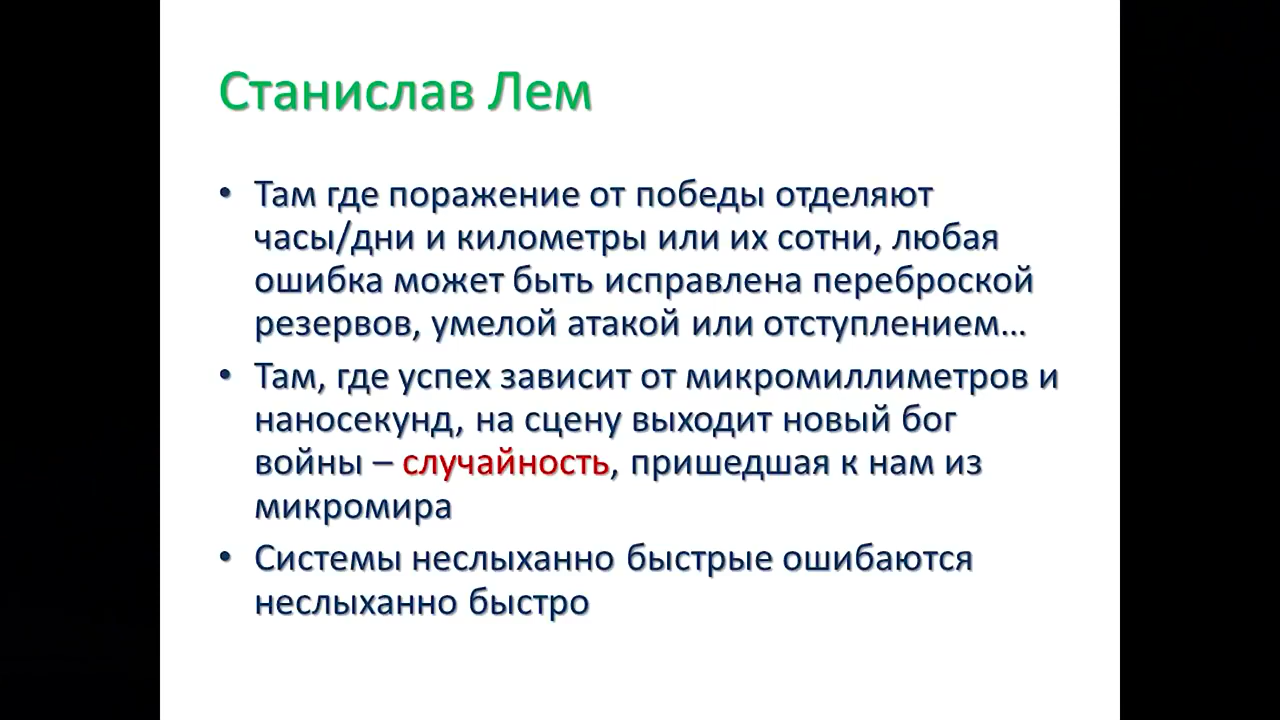 Станислав Лем
• Там где поражение от победы отделяют
часы/дни и километры или их сотни, любая
ошибка может быть исправлена переброской
резервов, умелой атакой или отступлением…
• Там, где успех зависит от микромиллиметров и
наносекунд, на сцену выходит новый бог
войны – случайность, пришедшая к нам из
микромира
• Системы неслыханно быстрые ошибаются
неслыханно быстро